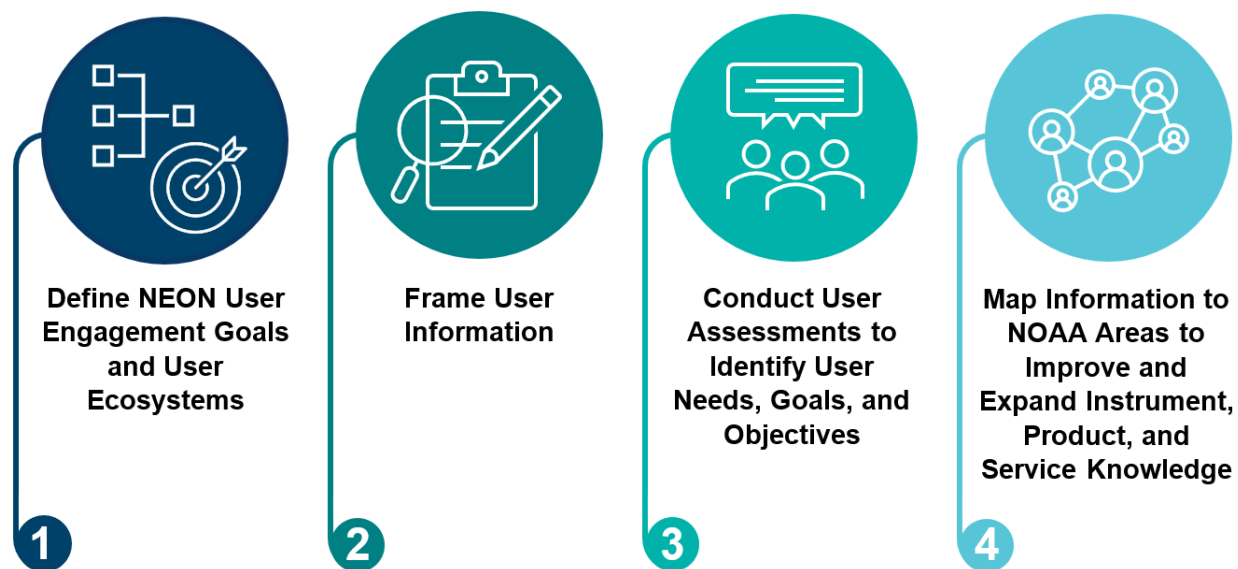 Define NEON User
Engagement Goals
and User
Ecosystems
1
Frame User
Information
2
Conduct User
Assessments to
Identify User
Needs, Goals, and
Objectives
3
Map Information to
NOAA Areas to
Improve and
Expand Instrument,
Product, and
Service Knowledge
4